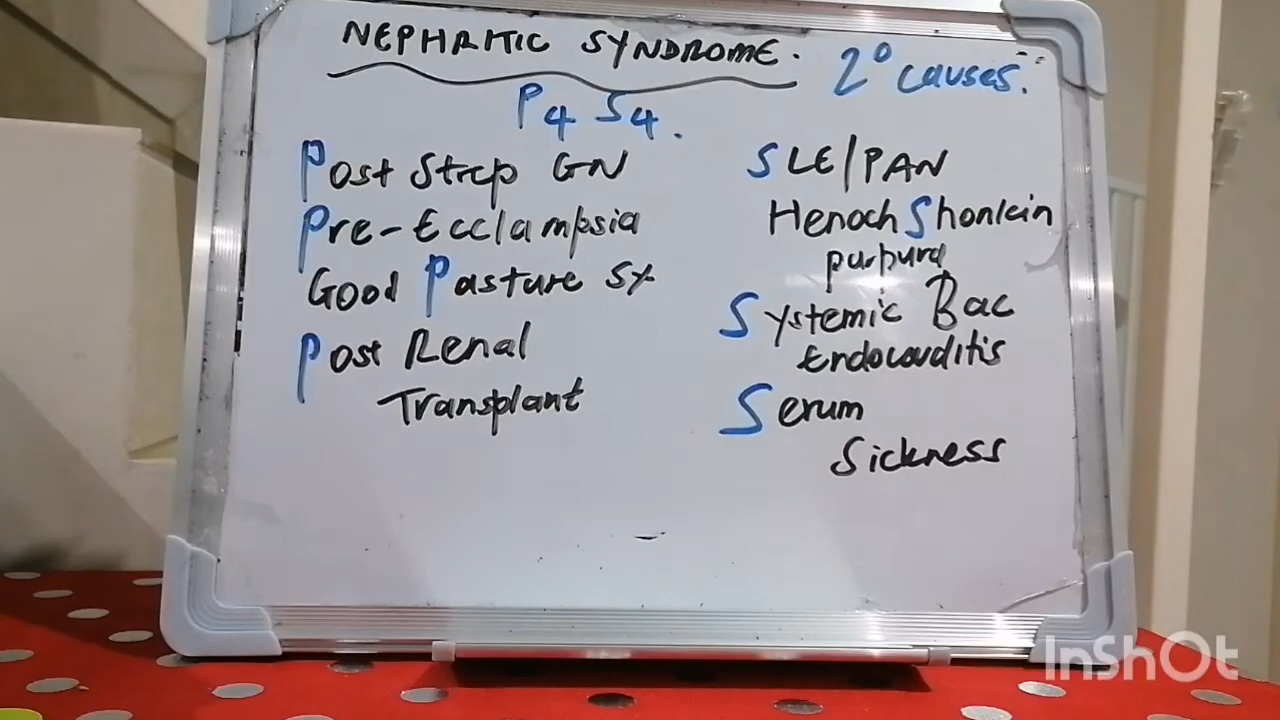 NEPHRITIC SYNDROME.
2° causes.
P4 S4.
Post Strep GN
Pre-Ecclampsia
Good Pasture Sx
Post Renal
Transplant
SLE/PAN
Henoch Shonlein
purpura
Systemic Bac
Endocarditis
Serum
Sickness
InShOt